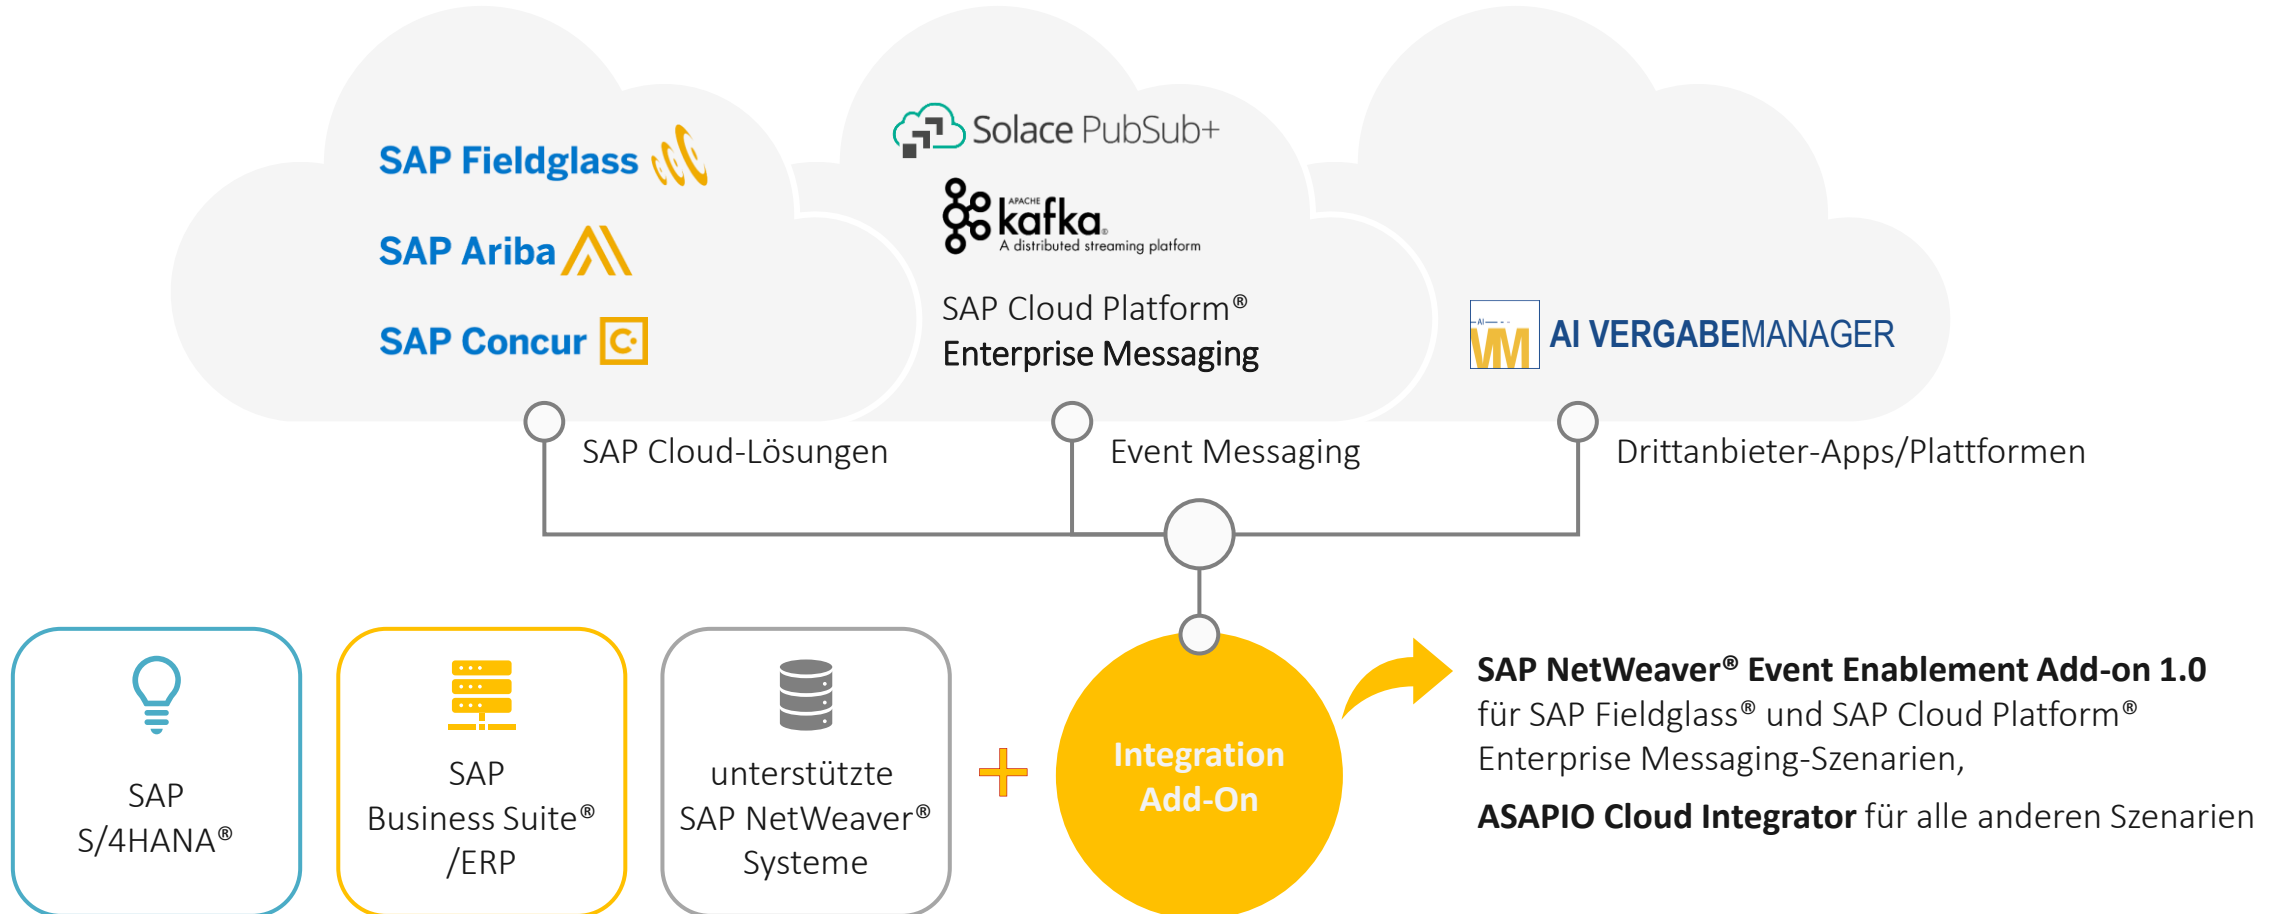 SAP Fieldglass
SAP Ariba
SAP Concur
SAP Cloud-Lösungen
Solace PubSub+
APACHE
kafka®
A distributed streaming platform
SAP Cloud Platform®
Enterprise Messaging
Event Messaging
AI
VM
AI VERGABEMANAGER
Drittanbieter-Apps/Plattformen
SAP
S/4HANA®
SAP
Business Suite®
/ERP
unterstützte
SAP NetWeaver®
Systeme
+
Integration
Add-On
SAP NetWeaver® Event Enablement Add-on 1.0
für SAP Fieldglass® und SAP Cloud Platform®
Enterprise Messaging-Szenarien,
ASAPIO Cloud Integrator für alle anderen Szenarien